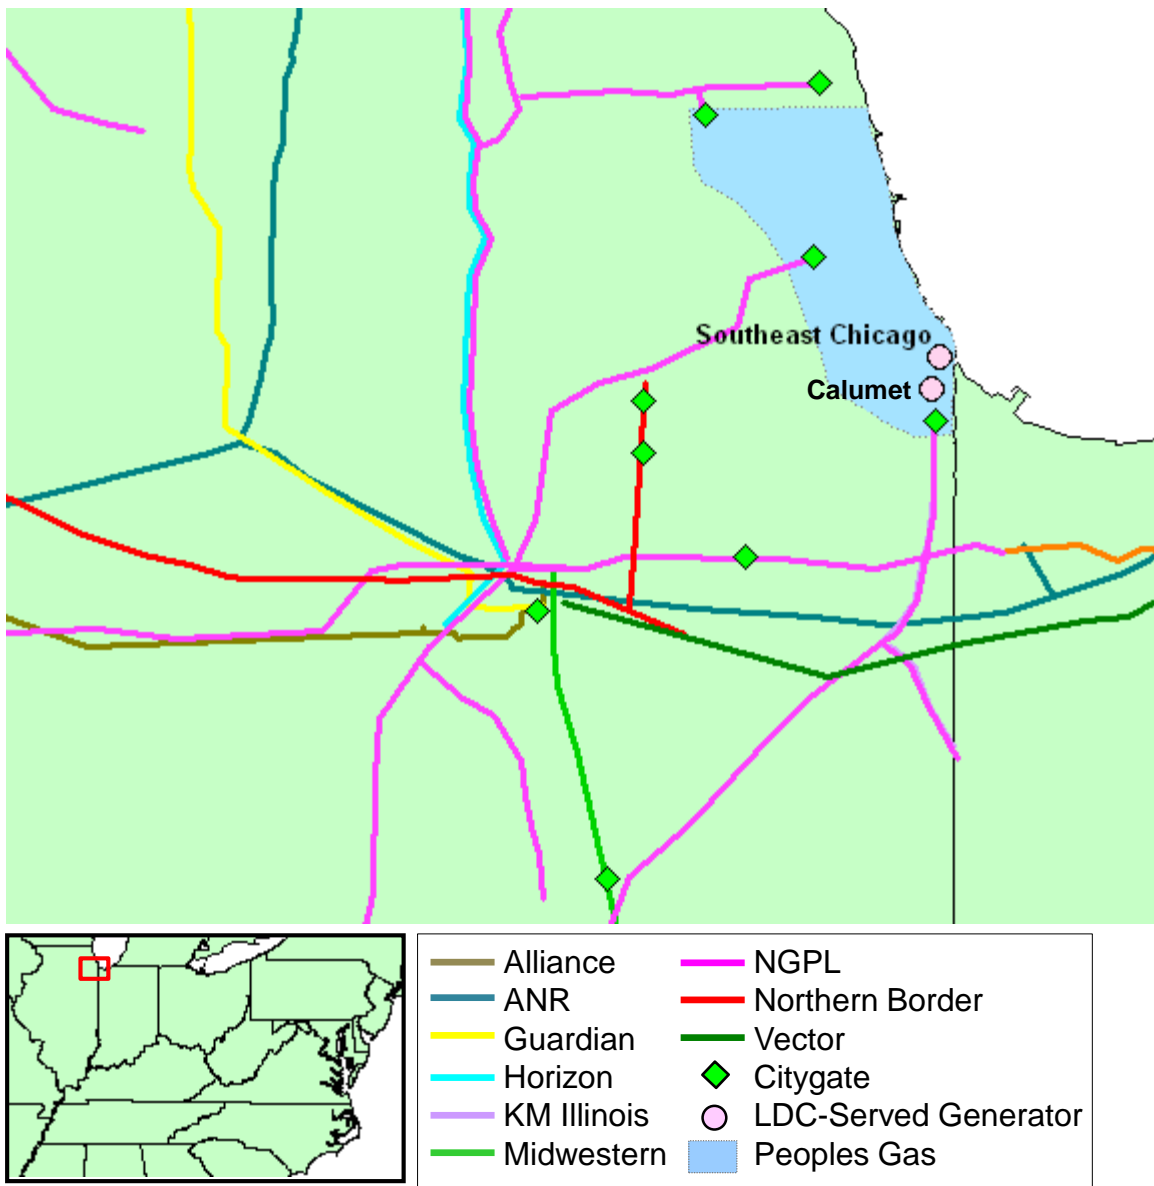 Southeast Chicago
Calumet
Alliance
ANR
Guardian
Horizon
KM Illinois
Midwestern
NGPL
Northern Border
Vector
Citygate
LDC-Served Generator
Peoples Gas